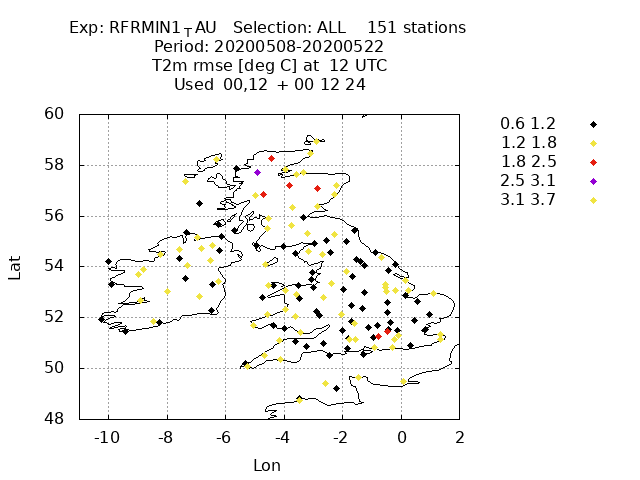 Exp: RFRMIN1_TAU   Selection: ALL    151 stations
Period: 20200508-20200522
T2m rmse [deg C] at  12 UTC
Used  00,12  + 00 12 24
0.6 1.2
1.2 1.8
1.8 2.5
2.5 3.1
3.1 3.7
60
58
56
54
52
50
48
Lat
-10 -8 -6 -4 -2 0 2
Lon